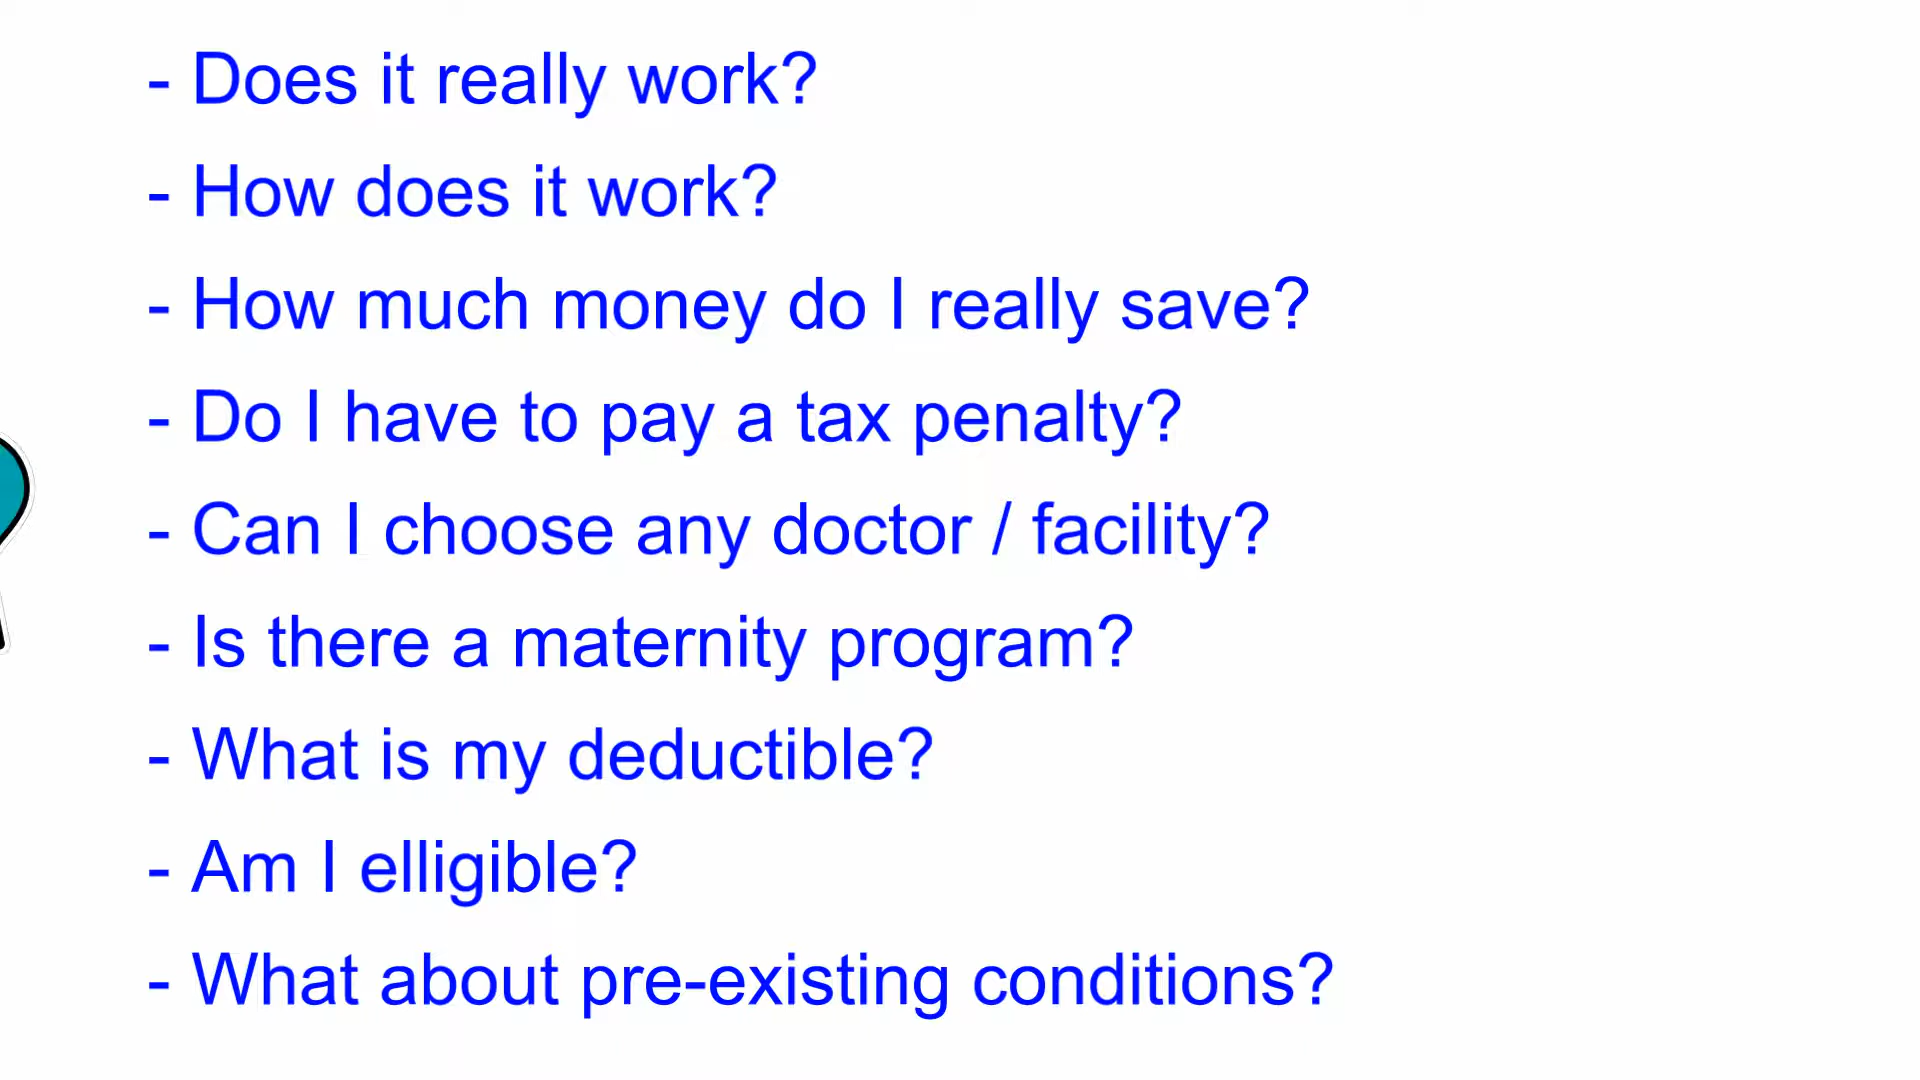 - Does it really work?
- How does it work?
- How much money do I really save?
- Do I have to pay a tax penalty?
- Can I choose any doctor / facility?
- Is there a maternity program?
- What is my deductible?
- Am I elligible?
- What about pre-existing conditions?